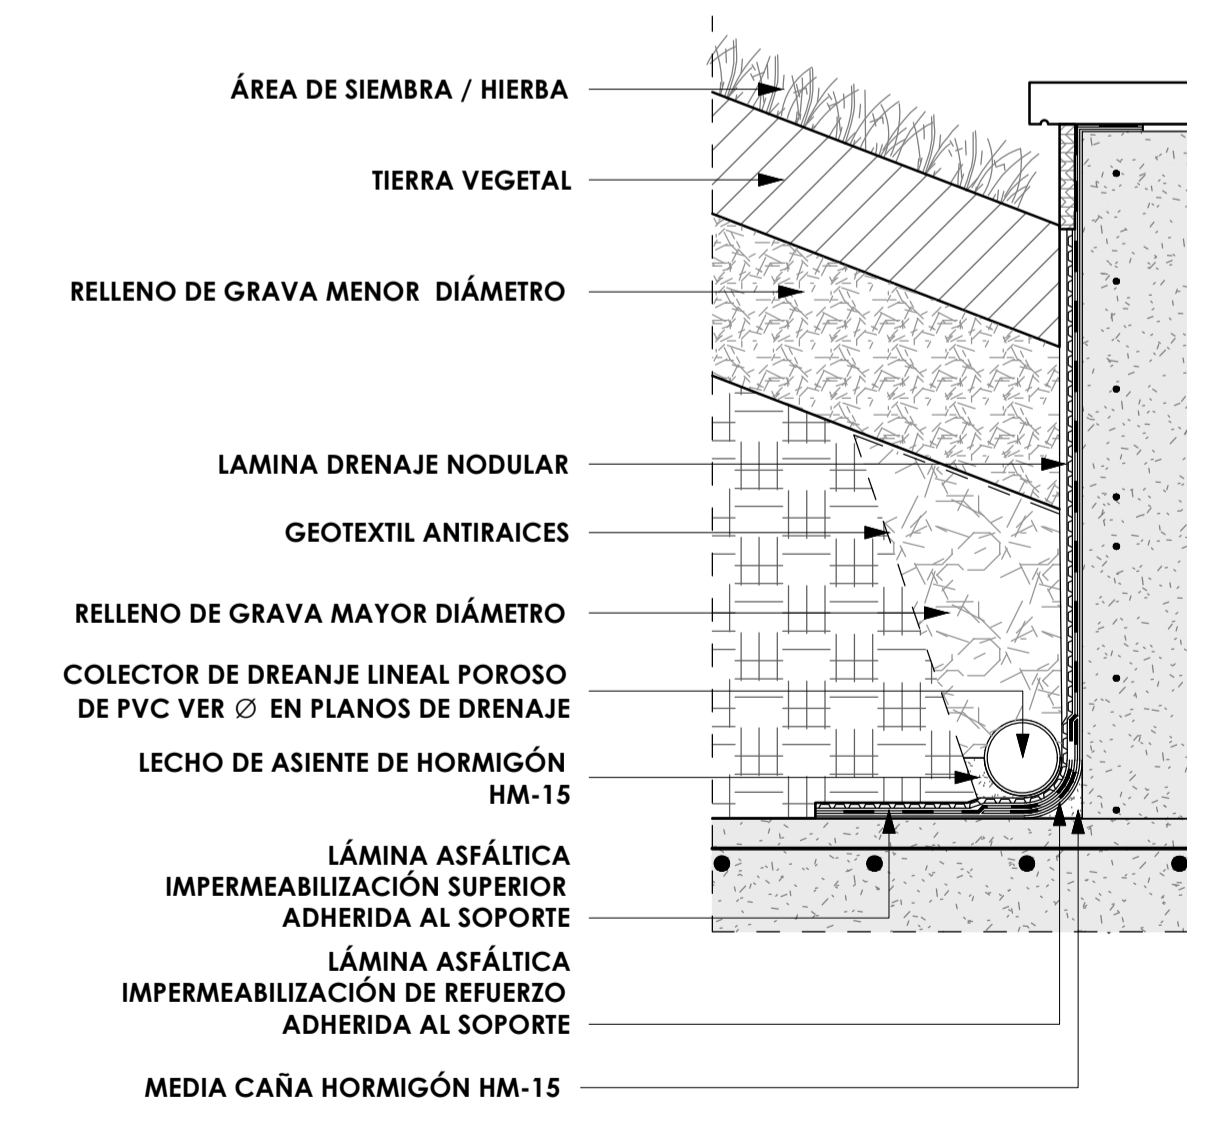 ÁREA DE SIEMBRA / HIERBA
TIERRA VEGETAL
RELLENO DE GRAVA MENOR DIÁMETRO
LAMINA DRENAJE NODULAR
GEOTEXTIL ANTIRAICES
RELLENO DE GRAVA MAYOR DIÁMETRO
COLECTOR DE DREANJE LINEAL POROSO
DE PVC VER ∅ EN PLANOS DE DRENAJE
LECHO DE ASIENTE DE HORMIGÓN
HM-15
LÁMINA ASFÁLTICA
IMPERMEABILIZACIÓN SUPERIOR
ADHERIDA AL SOPORTE
LÁMINA ASFÁLTICA
IMPERMEABILIZACIÓN DE REFUERZO
ADHERIDA AL SOPORTE
MEDIA CAÑA HORMIGÓN HM-15